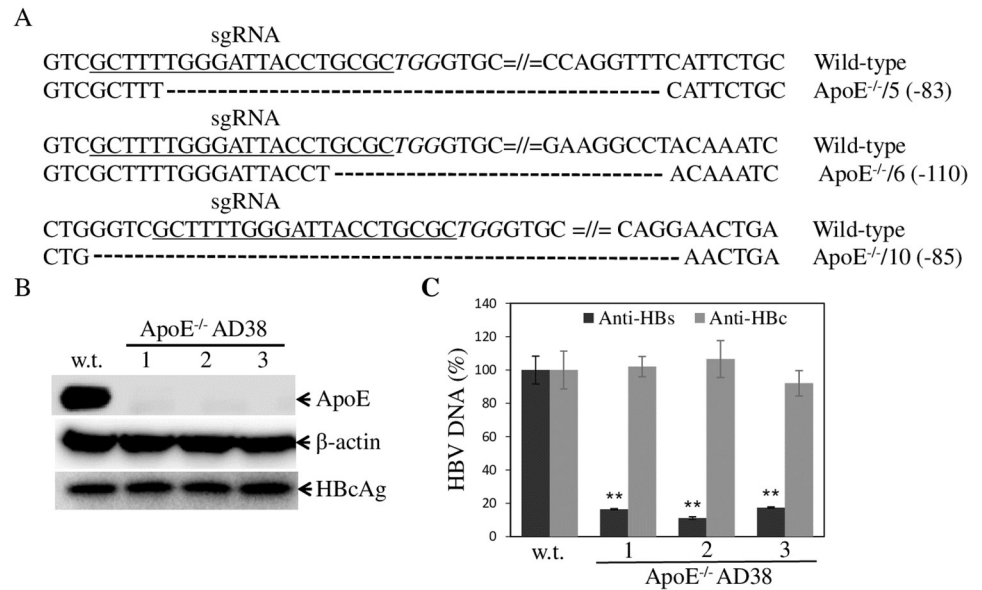 A
sgRNA
GTCGCTTTTGGGATTACCTGCGCTGGGTGC=//=CCAGGTTTCATTCTGC Wild-type
GTCGCTTT------------------------------------------CATTCTGC ApoE-/-/5 (-83)
sgRNA
GTCGCTTTTGGGATTACCTGCGCTGGGTGC=//=GAAGGCCTACAAATC Wild-type
GTCGCTTTTGGGATTACCT----------------------------ACAAATC ApoE-/-/6 (-110)
sgRNA
CTGGGTCGCTTTTGGGATTACCTGCGCTGGGTGC =//= CAGGAACTGA Wild-type
CTG--------------------------------------------------AACTGA ApoE-/-/10 (-85)
B
ApoE-/- AD38
w.t. 1 2 3
ApoE
β-actin
HBcAg
C
Anti-HBs Anti-HBc
HBV DNA (%)
140
120
100
80
60
40
20
0
** ** **
w.t. 1 2 3
ApoE-/- AD38